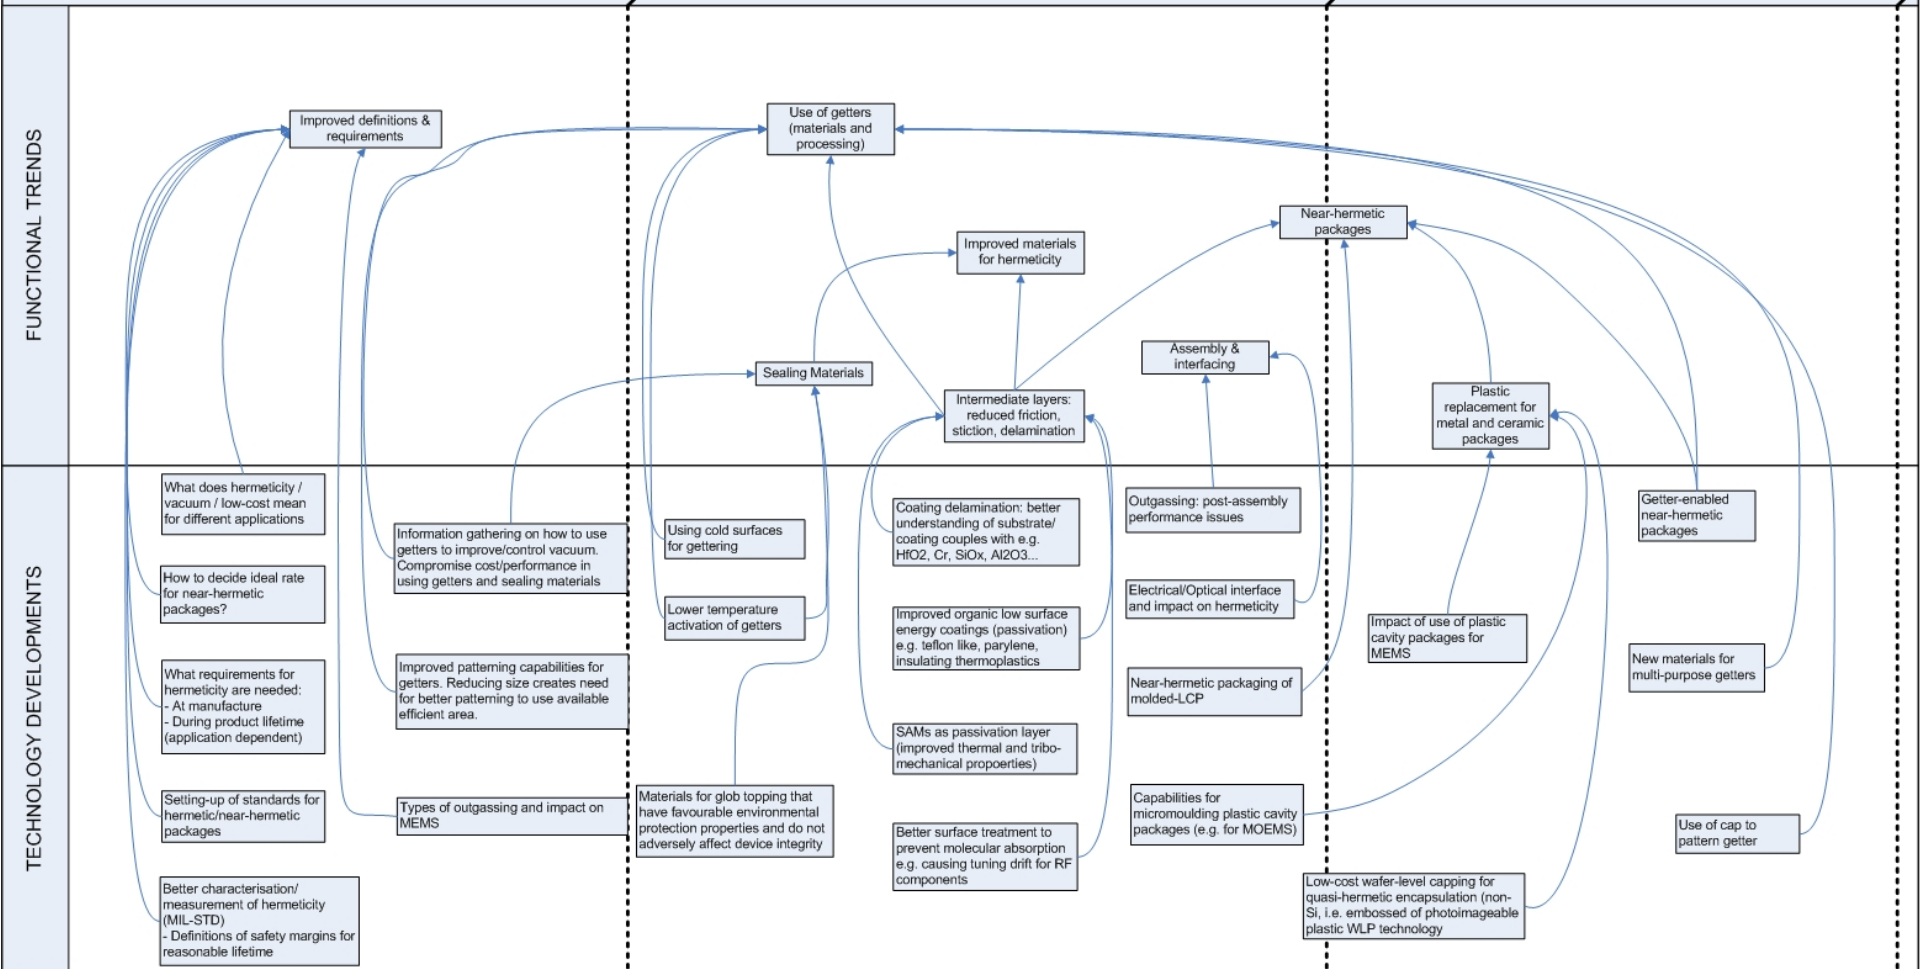 FUNCTIONAL TRENDS
Improved definitions &
requirements
Use of getters
(materials and
processing)
Near-hermetic
packages
Improved materials
for hermeticity
Assembly &
interfacing
Sealing Materials
Intermediate layers:
reduced friction,
stiction, delamination
Plastic
replacement for
metal and ceramic
packages
TECHNOLOGY DEVELOPMENTS
What does hermeticity /
vacuum / low-cost mean
for different applications
How to decide ideal rate
for near-hermetic
packages?
What requirements for
hermeticity are needed:
- At manufacture
- During product lifetime
(application dependent)
Setting-up of standards for
hermetic/near-hermetic
packages
Better characterisation/
measurement of hermeticity
(MIL-STD)
- Definitions of safety margins for
reasonable lifetime
Information gathering on how to use
getters to improve/control vacuum.
Compromise cost/performance in
using getters and sealing materials
Improved patterning capabilities for
getters. Reducing size creates need
for better patterning to use available
efficient area.
Types of outgassing and impact on
MEMS
Using cold surfaces
for gettering
Lower temperature
activation of getters
Materials for glob topping that
have favourable environmental
protection properties and do not
adversely affect device integrity
Coating delamination: better
understanding of substrate/
coating couples with e.g.
HfO2, Cr, SiOx, Al2O3...
Improved organic low surface
energy coatings (passivation)
e.g. teflon like, parylene,
insulating thermoplastics
SAMs as passivation layer
(improved thermal and tribo-
mechanical propoerties)
Better surface treatment to
prevent molecular absorption
e.g. causing tuning drift for RF
components
Outgassing: post-assembly
performance issues
Electrical/Optical interface
and impact on hermeticity
Near-hermetic packaging of
molded-LCP
Capabilities for
micromoulding plastic cavity
packages (e.g. for MOEMS)
Low-cost wafer-level capping for
quasi-hermetic encapsulation (non-
Si, i.e. embossed of photoimageable
plastic WLP technology
Impact of use of plastic
cavity packages for
MEMS
Getter-enabled
near-hermetic
packages
New materials for
multi-purpose getters
Use of cap to
pattern getter